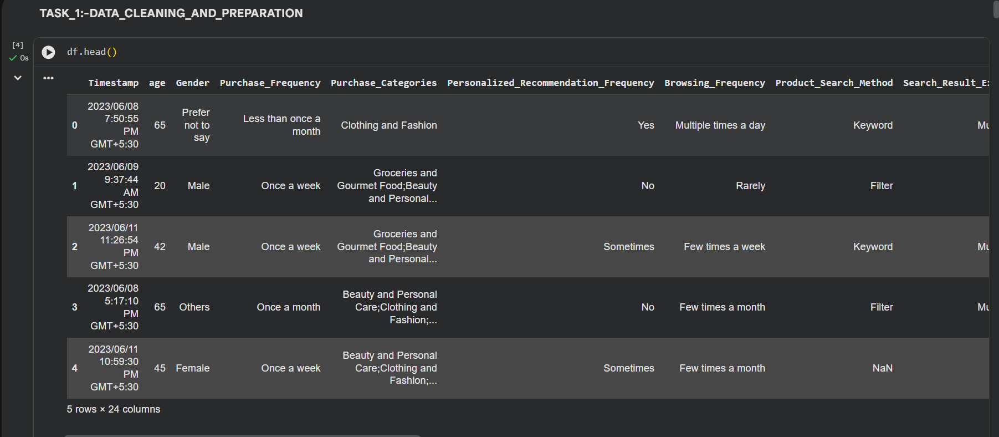 TASK_1:-DATA_CLEANING_AND_PREPARATION
[4]
0s
df.head()
Timestamp age Gender Purchase_Frequency Purchase_Categories Personalized_Recommendation_Frequency Browsing_Frequency Product_Search_Method Search_Result_Ex
0 2023/06/08 7:50:55 PM GMT+5:30 65 Prefer not to say Less than once a month Clothing and Fashion Yes Multiple times a day Keyword Mu
1 2023/06/09 9:37:44 AM GMT+5:30 20 Male Once a week Groceries and Gourmet Food;Beauty and Personal... No Rarely Filter
2 2023/06/11 11:26:54 PM GMT+5:30 42 Male Once a week Groceries and Gourmet Food;Beauty and Personal... Sometimes Few times a week Keyword Mu
3 2023/06/08 5:17:10 PM GMT+5:30 65 Others Once a month Beauty and Personal Care;Clothing and Fashion;... No Few times a month Filter Mu
4 2023/06/11 10:59:30 PM GMT+5:30 45 Female Once a week Beauty and Personal Care;Clothing and Fashion;... Sometimes Few times a month NaN
5 rows × 24 columns